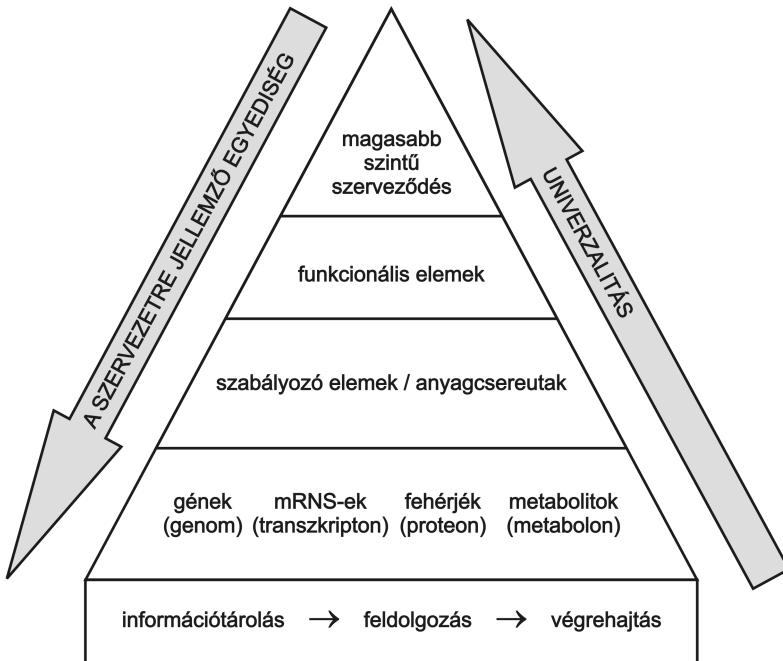 A SZERVEZETRE JELLEMZŐ EGYEDISÉG
UNIVERZALITÁS
magasabb
szintű
szerveződés
funkcionális elemek
szabályozó elemek / anyagcsereutak
gének mRNS-ek fehérjék metabolitok
(genom) (transzkripton) (proteon) (metabolon)
információtárolás → feldolgozás → végrehajtás